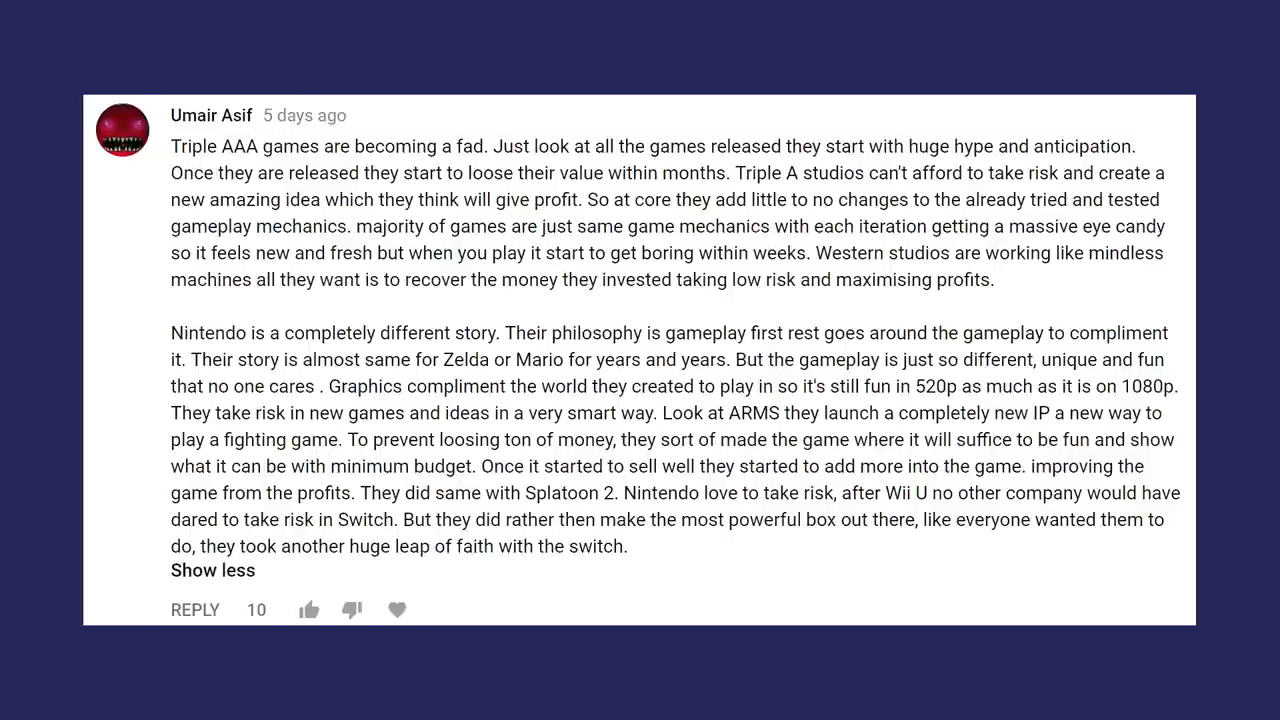 Umair Asif 5 days ago
Triple AAA games are becoming a fad. Just look at all the games released they start with huge hype and anticipation.
Once they are released they start to loose their value within months. Triple A studios can't afford to take risk and create a
new amazing idea which they think will give profit. So at core they add little to no changes to the already tried and tested
gameplay mechanics. majority of games are just same game mechanics with each iteration getting a massive eye candy
so it feels new and fresh but when you play it start to get boring within weeks. Western studios are working like mindless
machines all they want is to recover the money they invested taking low risk and maximising profits.
Nintendo is a completely different story. Their philosophy is gameplay first rest goes around the gameplay to compliment
it. Their story is almost same for Zelda or Mario for years and years. But the gameplay is just so different, unique and fun
that no one cares . Graphics compliment the world they created to play in so it's still fun in 520p as much as it is on 1080p.
They take risk in new games and ideas in a very smart way. Look at ARMS they launch a completely new IP a new way to
play a fighting game. To prevent loosing ton of money, they sort of made the game where it will suffice to be fun and show
what it can be with minimum budget. Once it started to sell well they started to add more into the game. improving the
game from the profits. They did same with Splatoon 2. Nintendo love to take risk, after Wii U no other company would have
dared to take risk in Switch. But they did rather then make the most powerful box out there, like everyone wanted them to
do, they took another huge leap of faith with the switch.
Show less
REPLY 10